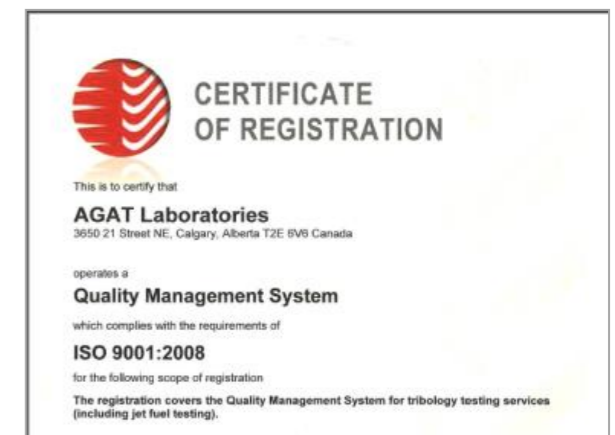 CERTIFICATE
OF REGISTRATION
This is to certify that
AGAT Laboratories
3650 21 Street NE, Calgary, Alberta T2E 6V6 Canada
operates a
Quality Management System
which complies with the requirements of
ISO 9001:2008
for the following scope of registration
The registration covers the Quality Management System for tribology testing services
(including jet fuel testing).